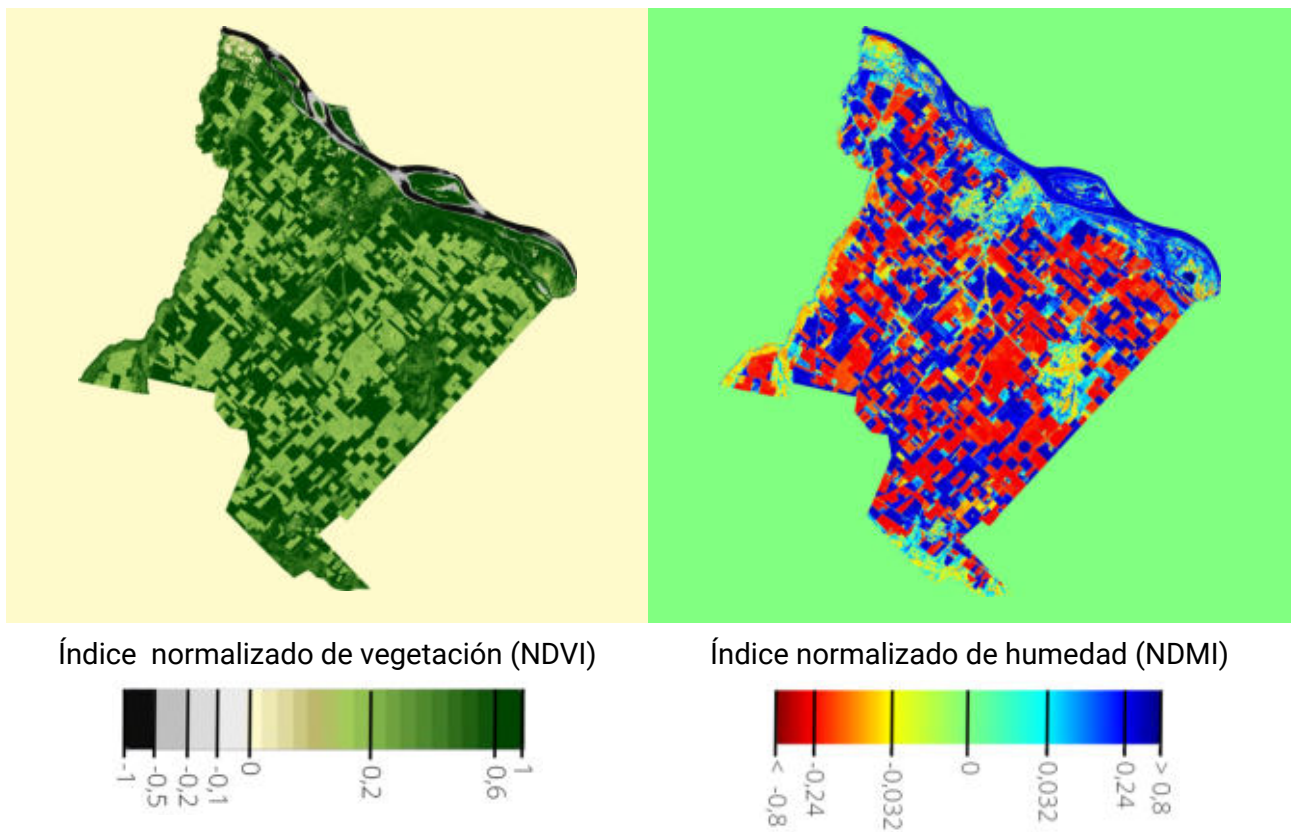 Índice normalizado de vegetación (NDVI)
Índice normalizado de humedad (NDMI)
-1 -0,5 -0,2 -0,1 0 0,2 0,6 1
< -0,8 -0,24 -0,032 0 0,032 0,24 > 0,8